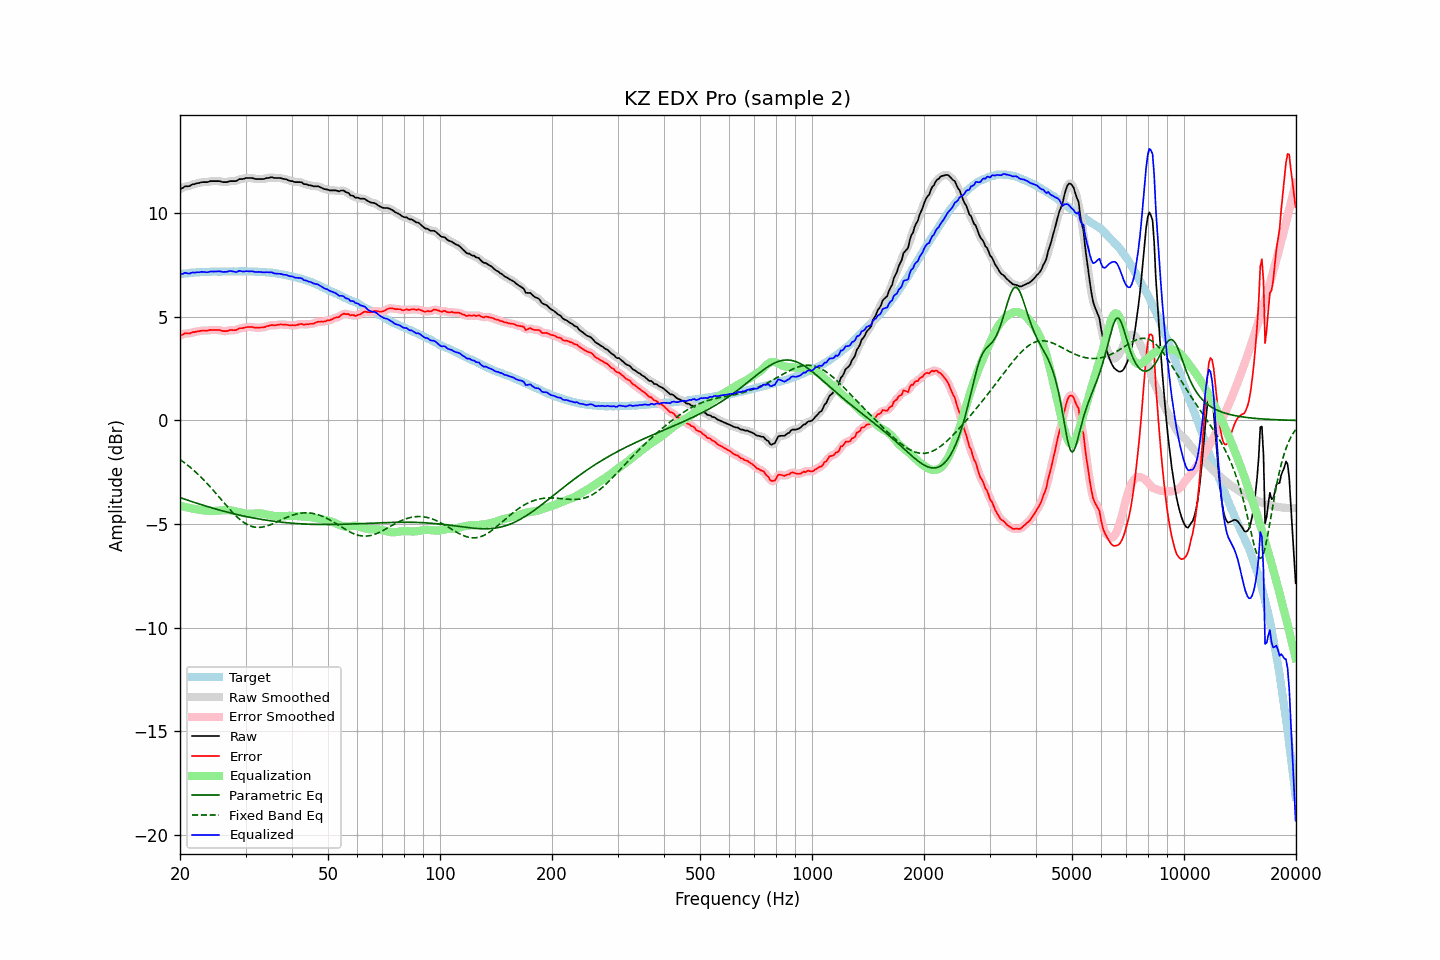 KZ EDX Pro (sample 2)
Amplitude (dBr)
10
5
0
−5
−10
−15
−20
Target
Raw Smoothed
Error Smoothed
Raw
Error
Equalization
Parametric Eq
Fixed Band Eq
Equalized
20 50 100 200 500 1000 2000 5000 10000 20000
Frequency (Hz)